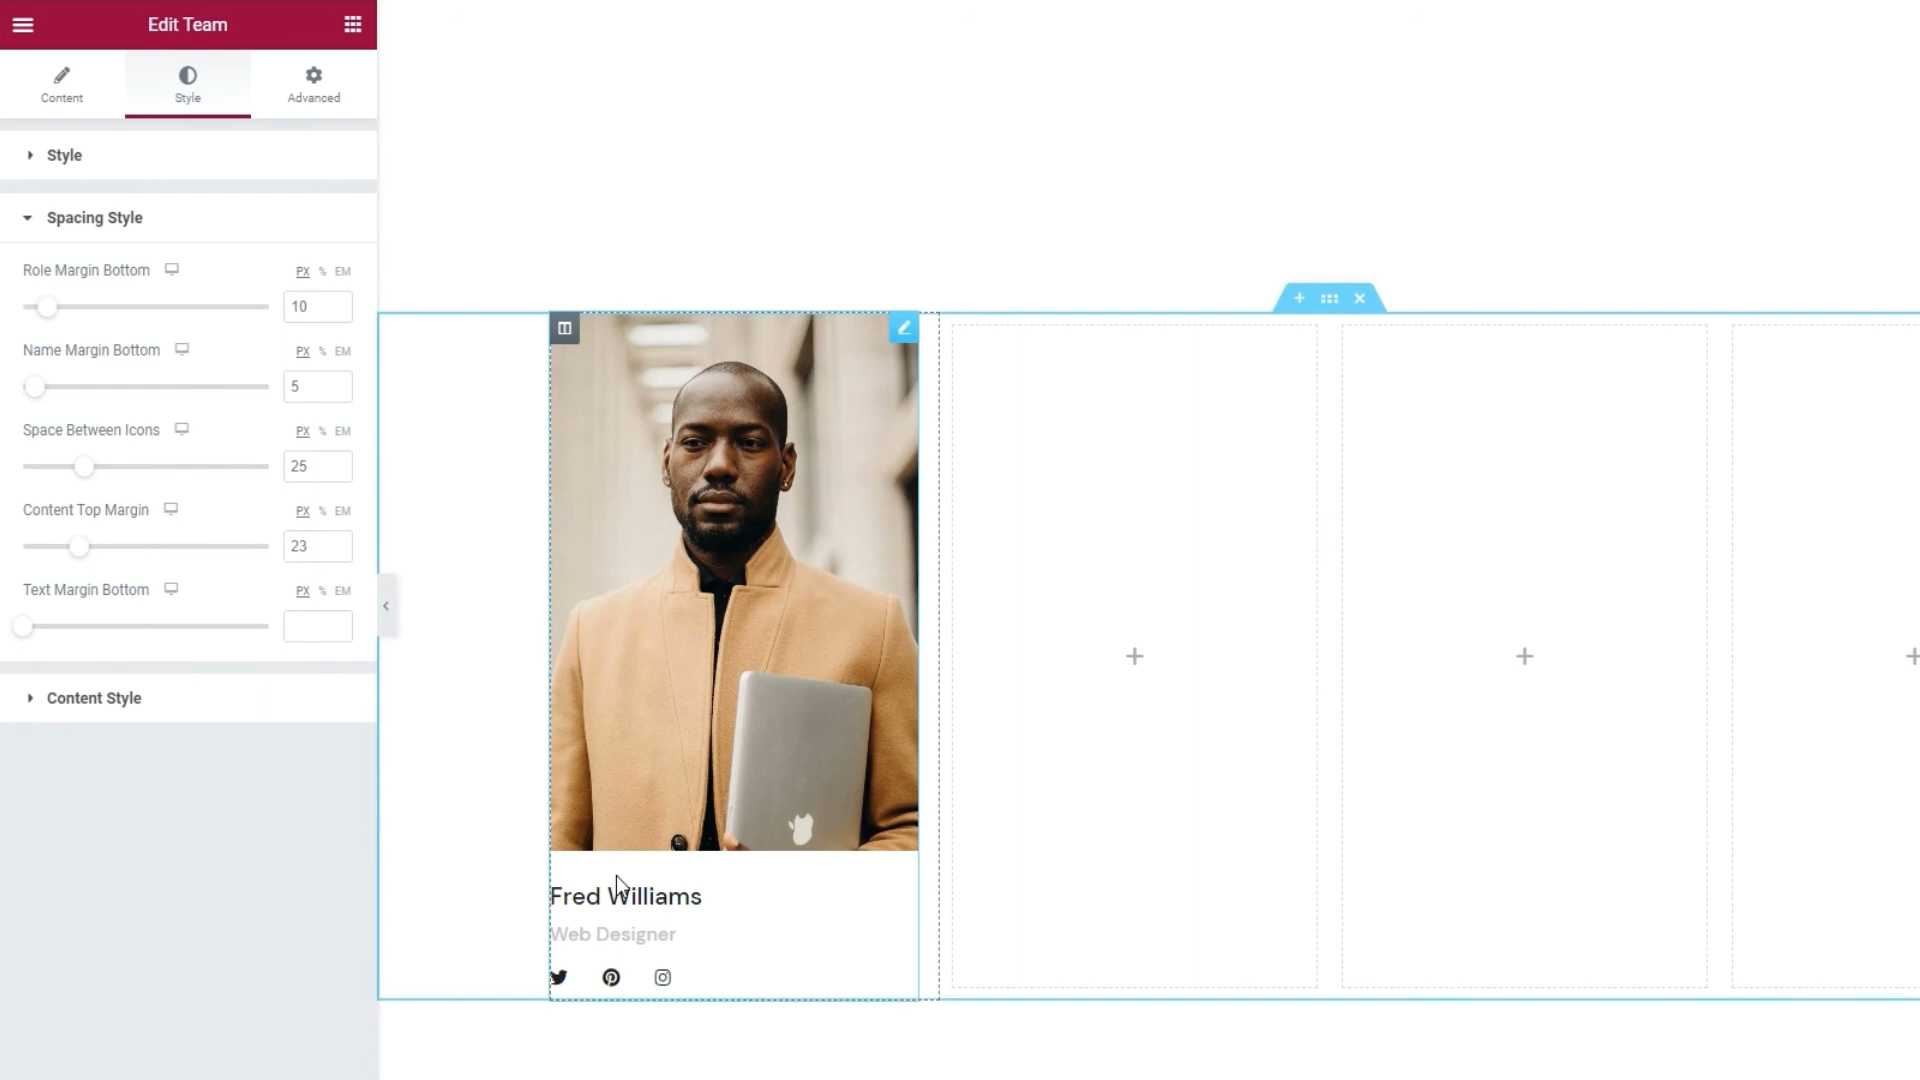 Edit Team
Content
Style
Advanced
Style
Spacing Style
Role Margin Bottom PX % EM
10
Name Margin Bottom PX % EM
5
Space Between Icons PX % EM
25
Content Top Margin PX % EM
23
Text Margin Bottom PX % EM
Content Style
Fred Williams
Web Designer